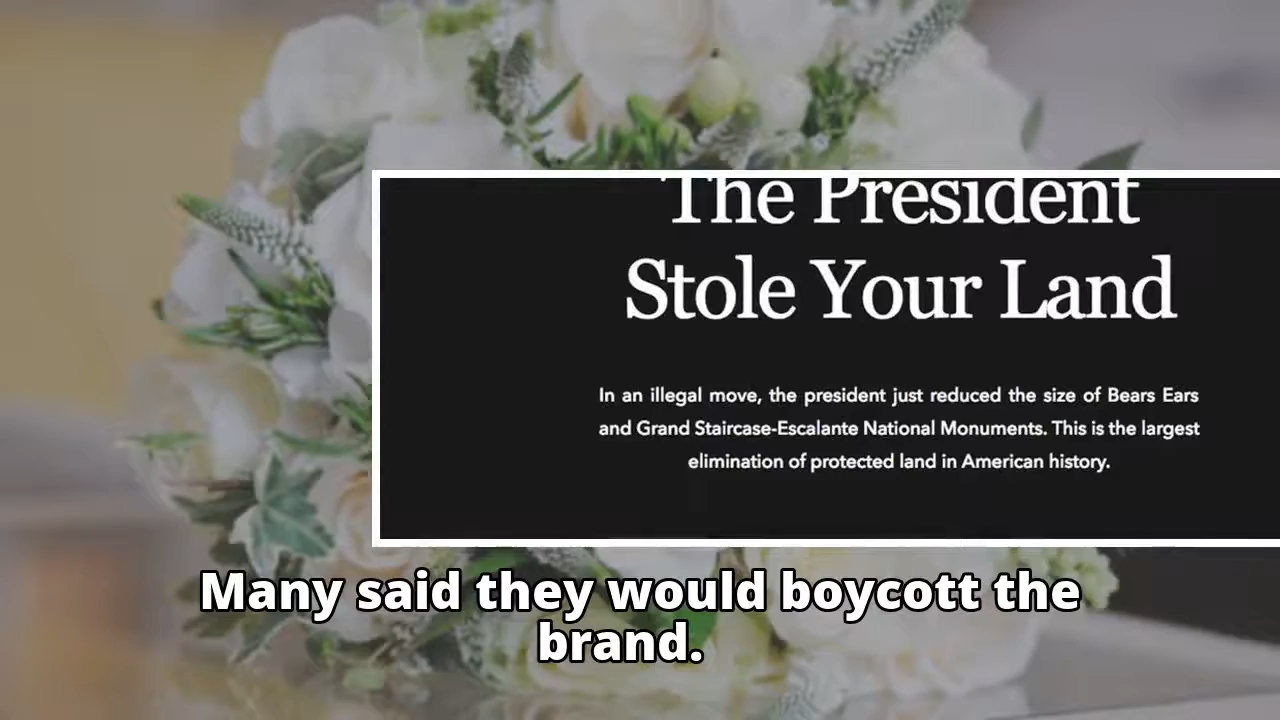 The President
Stole Your Land
In an illegal move, the president just reduced the size of Bears Ears
and Grand Staircase-Escalante National Monuments. This is the largest
elimination of protected land in American history.
Many said they would boycott the
brand.